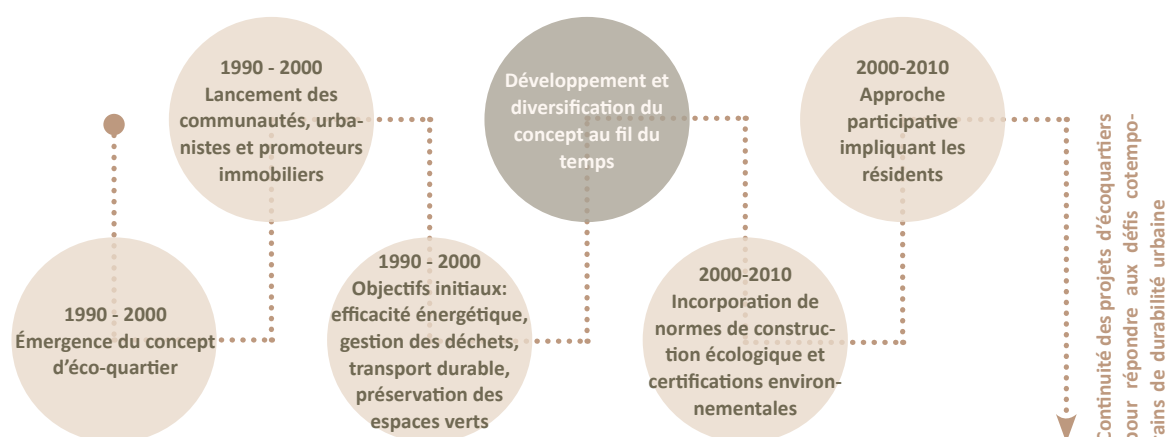 1990 - 2000
Émergence du concept
d'éco-quartier
1990 - 2000
Lancement des
communautés, urba-
nistes et promoteurs
immobiliers
1990 - 2000
Objectifs initiaux:
efficacité énergétique,
gestion des déchets,
transport durable,
préservation des
espaces verts
Développement et
diversification du
concept au fil du
temps
2000-2010
Incorporation de
normes de construc-
tion écologique et
certifications environ-
nementales
2000-2010
Approche
participative
impliquant les
résidents
Continuité des projets d'écoquartiers
pour répondre aux défis cotempo-
rains de durabilité urbaine